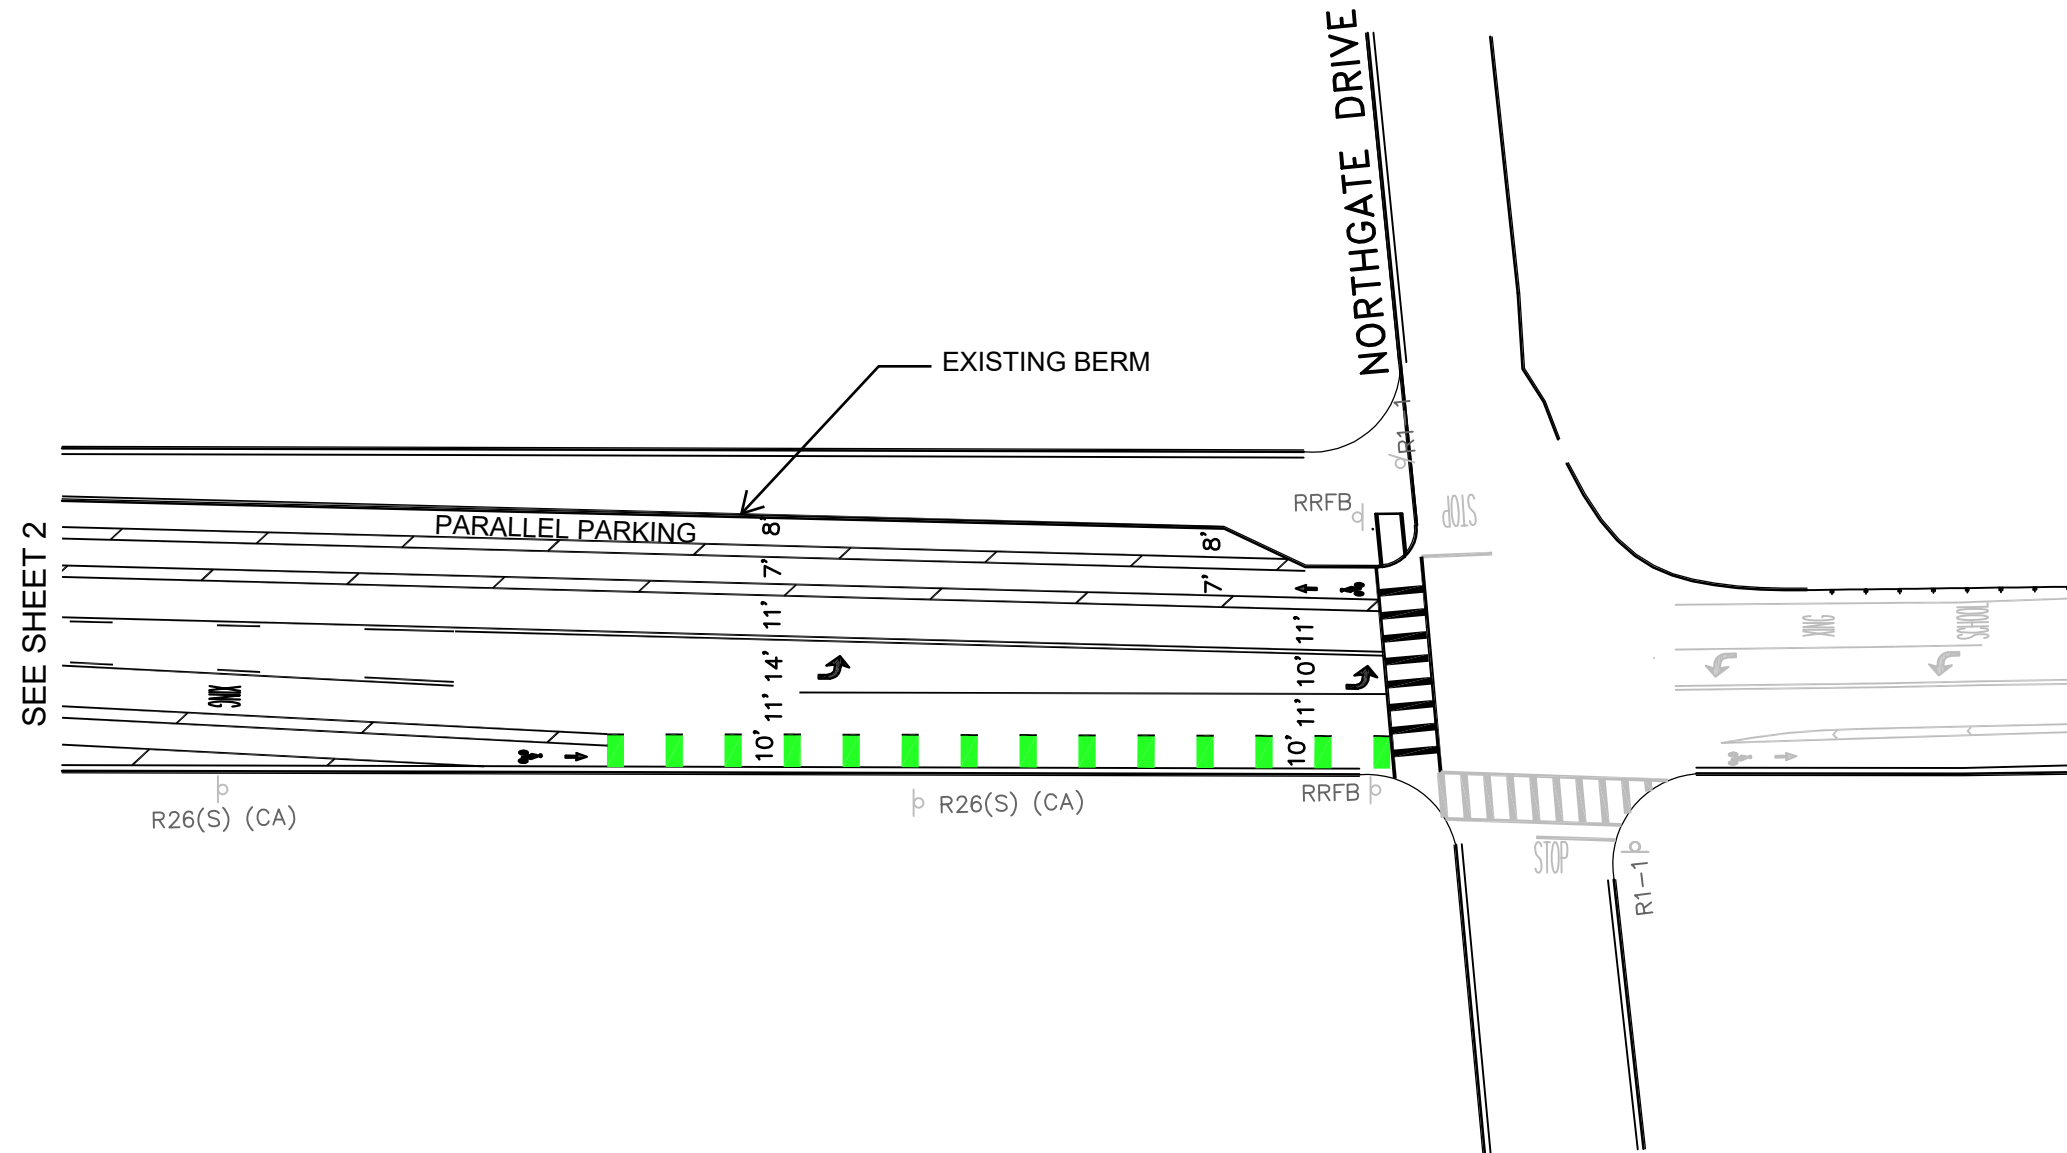 NORTHGATE DRIVE
EXISTING BERM
R1-1
RRFB
STOP
SEE SHEET 2
PARALLEL PARKING
8'
8'
7'
7'
11'
11'
14'
10'
11'
11'
10'
10'
XING
XING
SCHOOL
R26(S) (CA)
R26(S) (CA)
RRFB
STOP
R1-1